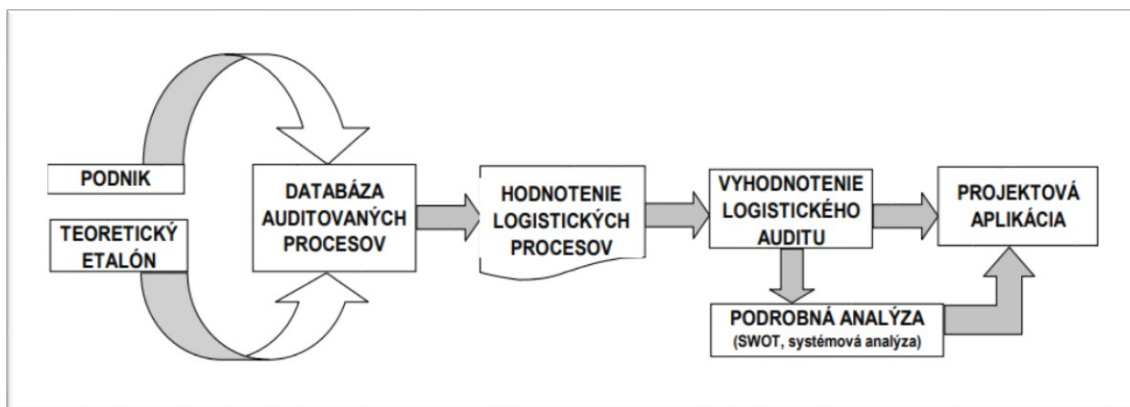 PODNIK
TEORETICKÝ
ETALÓN
DATABÁZA
AUDITOVANÝCH
PROCESOV
HODNOTENIE
LOGISTICKÝCH
PROCESOV
VYHODNOTENIE
LOGISTICKÉHO
AUDITU
PROJEKTOVÁ
APLIKÁCIA
PODROBNÁ ANALÝZA
(SWOT, systémová analýza)